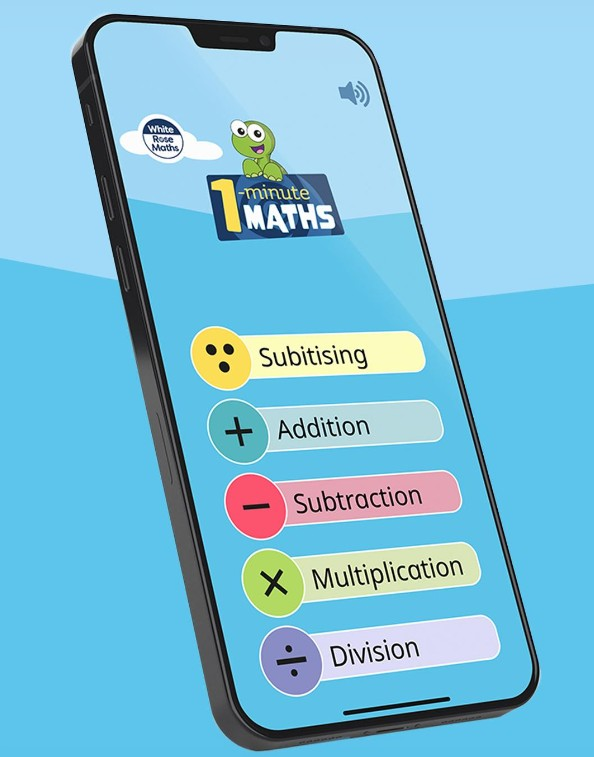 White
Rose
Maths
1-minute
MATHS
Subitising
+ Addition
− Subtraction
× Multiplication
÷ Division